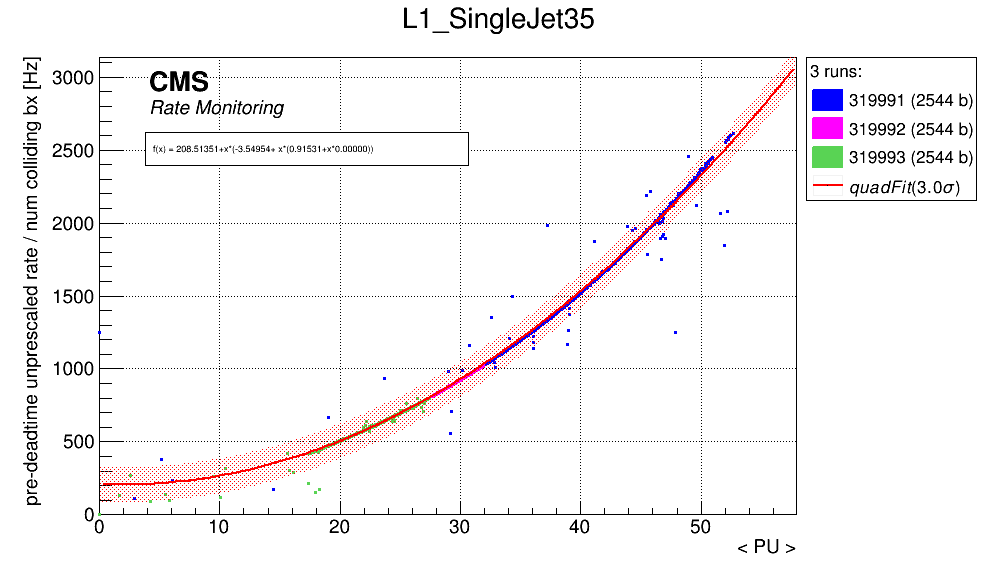 L1_SingleJet35
pre-deadtime unprescaled rate / num colliding bx [Hz]
3000
2500
2000
1500
1000
500
0
CMS
Rate Monitoring
f(x) = 208.51351+x*(-3.54954+ x*(0.91531+x*0.00000))
0 10 20 30 40 50
< PU >
3 runs:
319991 (2544 b)
319992 (2544 b)
319993 (2544 b)
quadFit(3.0σ)